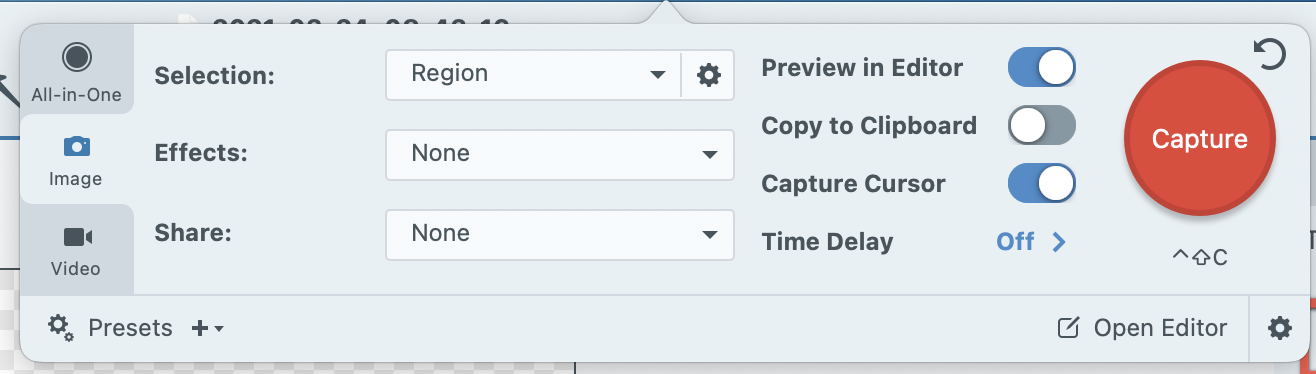 All-in-One
Image
Video
Selection: Region
Effects: None
Share: None
Preview in Editor
Copy to Clipboard
Capture Cursor
Time Delay Off
Capture
^⇧C
Presets
Open Editor